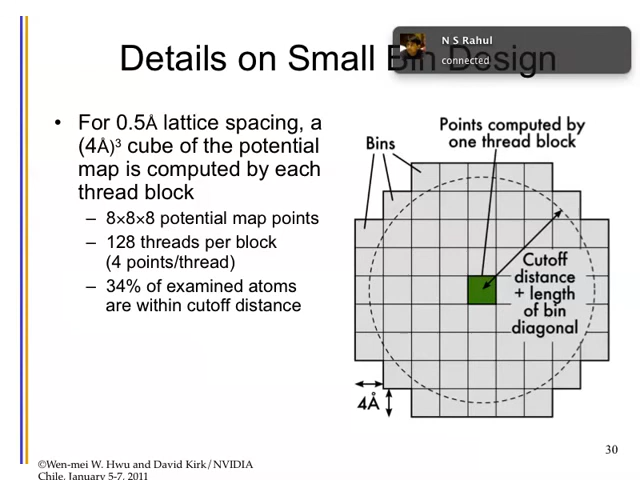 Details on Small Bin Design
N S Rahul
connected
• For 0.5Å lattice spacing, a
(4Å)³ cube of the potential
map is computed by each
thread block
– 8×8×8 potential map points
– 128 threads per block
(4 points/thread)
– 34% of examined atoms
are within cutoff distance
Points computed by
one thread block
Bins
Cutoff
distance
+ length
of bin
diagonal
4Å
30
©Wen-mei W. Hwu and David Kirk/NVIDIA
Chile, January 5-7, 2011